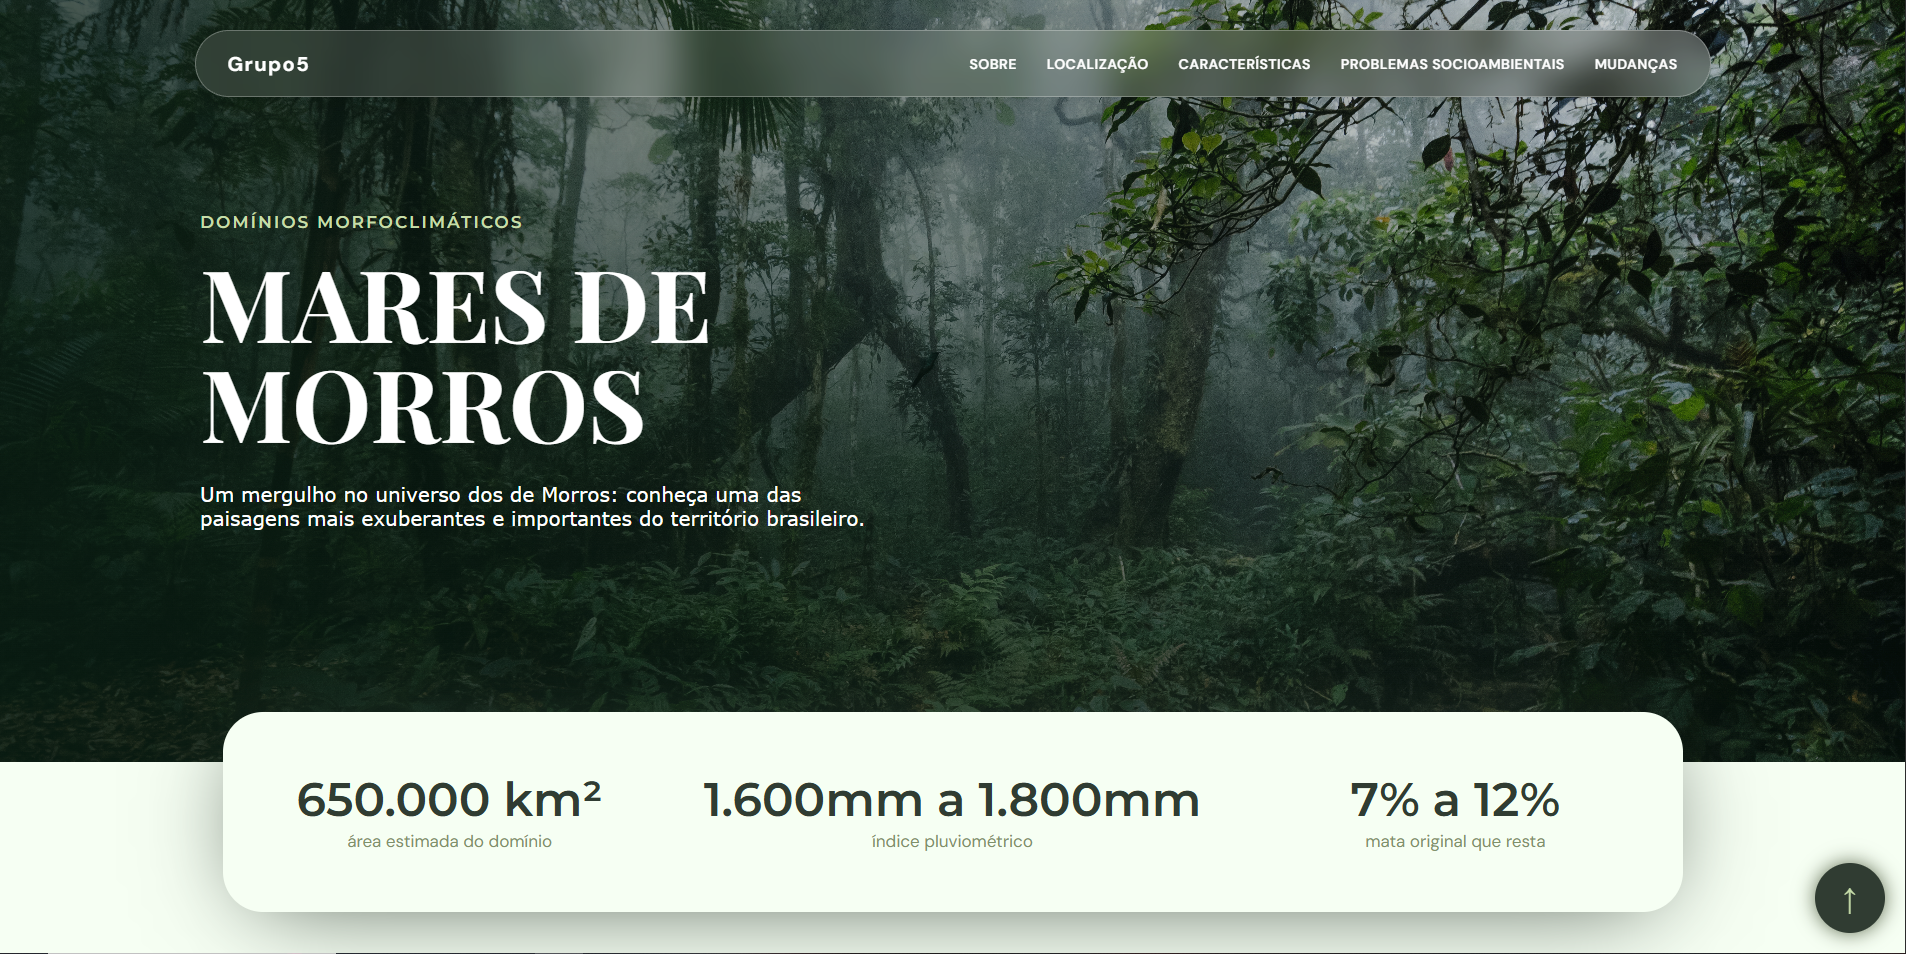 Grupo5
SOBRE LOCALIZAÇÃO CARACTERÍSTICAS PROBLEMAS SOCIOAMBIENTAIS MUDANÇAS
DOMÍNIOS MORFOCLIMÁTICOS
MARES DE
MORROS
Um mergulho no universo dos de Morros: conheça uma das
paisagens mais exuberantes e importantes do território brasileiro.
650.000 km²
área estimada do domínio
1.600mm a 1.800mm
índice pluviométrico
7% a 12%
mata original que resta
↑